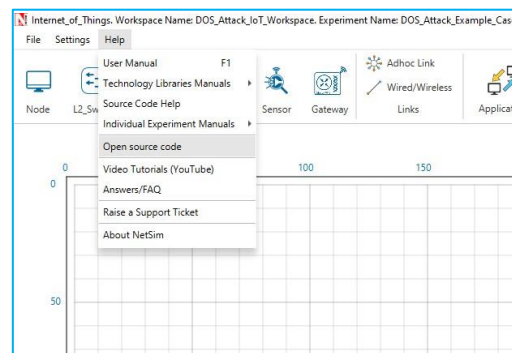 Internet_of_Things. Workspace Name: DOS_Attack_IoT_Workspace. Experiment Name: DOS_Attack_Example_Cas
File Settings Help
User Manual F1
Technology Libraries Manuals
Source Code Help
Individual Experiment Manuals
Open source code
Video Tutorials (YouTube)
Answers/FAQ
Raise a Support Ticket
About NetSim
Node
L2_Sw
Sensor
Gateway
Adhoc Link
Wired/Wireless
Links
Applicat
0 100 150
0
50